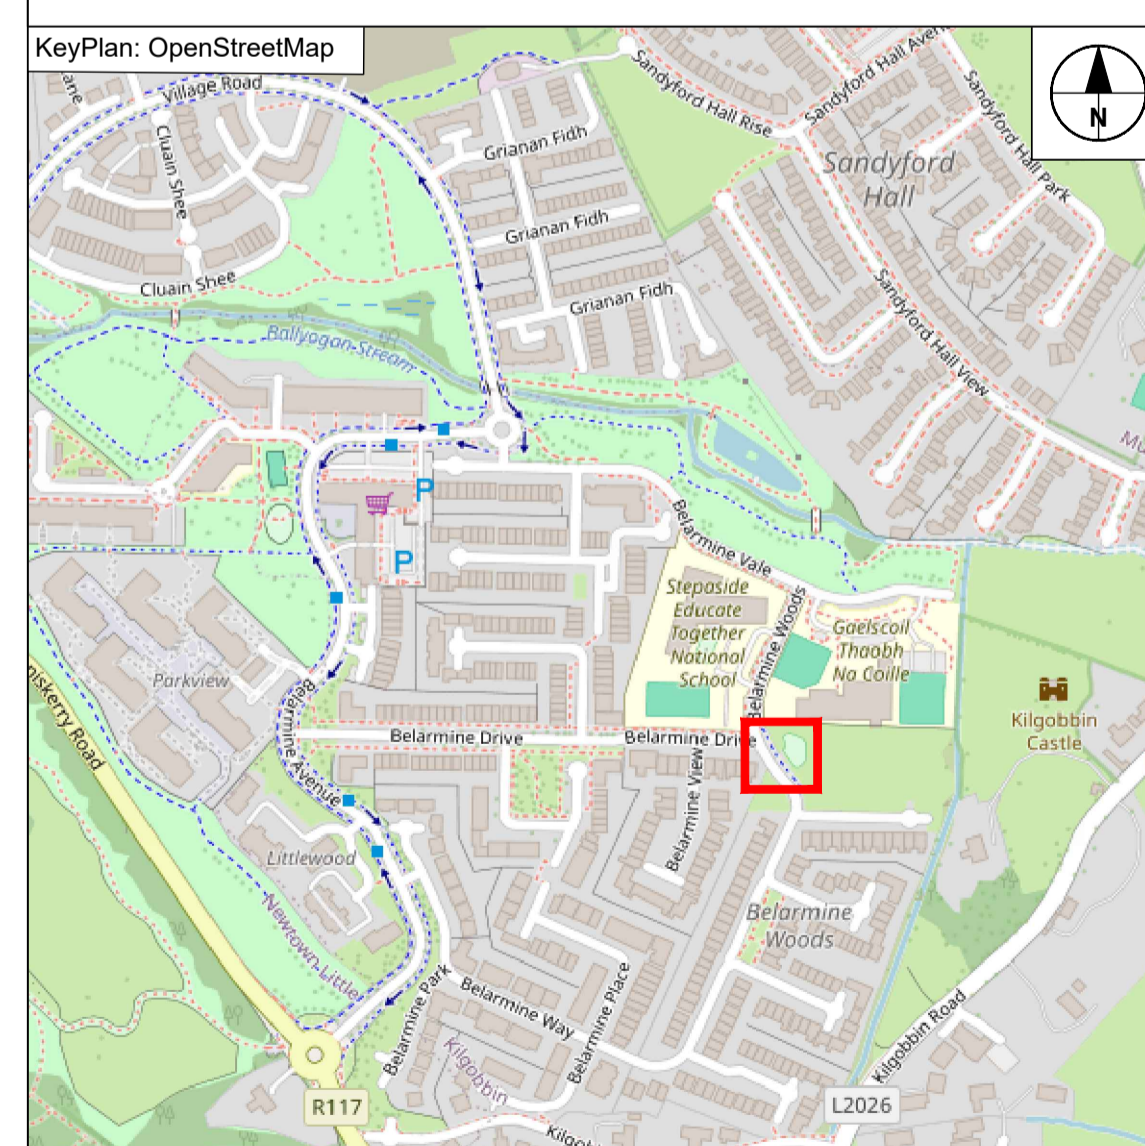 KeyPlan: OpenStreetMap
N
Village Road
Cluain Shee
Cluain Shee
Grianan Fidh
Grianan Fidh
Grianan Fidh
Sandyford Hall Rise
Sandyford Hall Park
Sandyford
Hall
Sandyford Hall View
Ballyogan Stream
P
P
Belarmine Vale
Stepaside
Educate
Together
National
School
Belarmine Woods
Gaelscoil
Thaobh
Na Coille
Kilgobbin
Castle
Parkview
Belarmine Avenue
Belarmine Drive
Belarmine Drive
Belarmine View
Littlewood
Newtown Little
Belarmine
Woods
Belarmine Park
Belarmine Way
Belarmine Place
Kilgobbin
Kilgobbin Road
R117
L2026